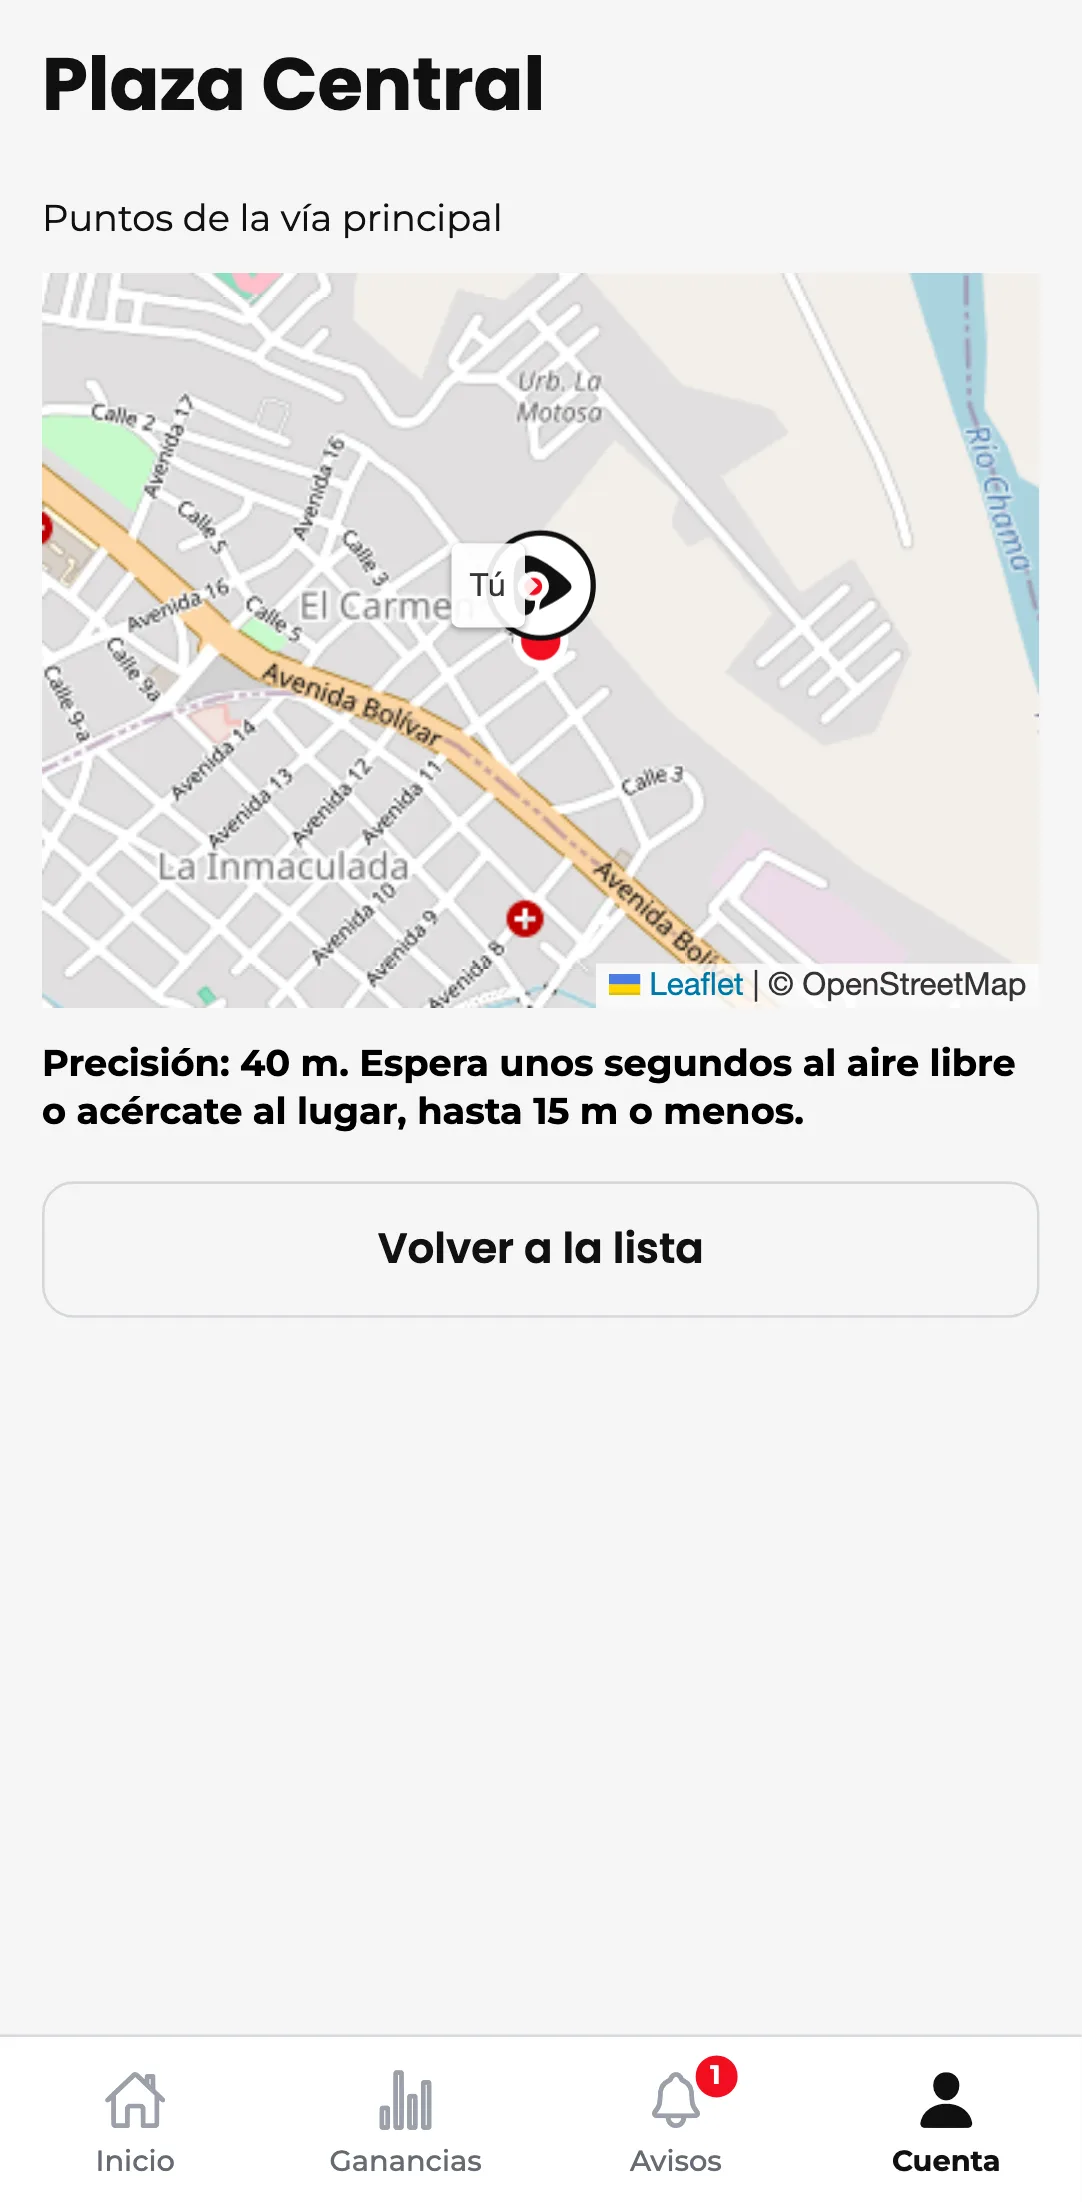 Plaza Central
Puntos de la vía principal
Urb. La
Motosa
Calle 2
Avenida 17
Avenida 16
Calle 5
Calle 3
Río Chama
Tú
El Carmen
Avenida 16
Calle 5
Calle 9a
Calle 9-a
Avenida Bolívar
Avenida 14
Avenida 13
Avenida 12
Avenida 11
Calle 3
La Inmaculada
Avenida 10
Avenida 9
Avenida 8
Avenida Bolívar
Leaflet | © OpenStreetMap
Precisión: 40 m. Espera unos segundos al aire libre
o acércate al lugar, hasta 15 m o menos.
Volver a la lista
1
Inicio
Ganancias
Avisos
Cuenta